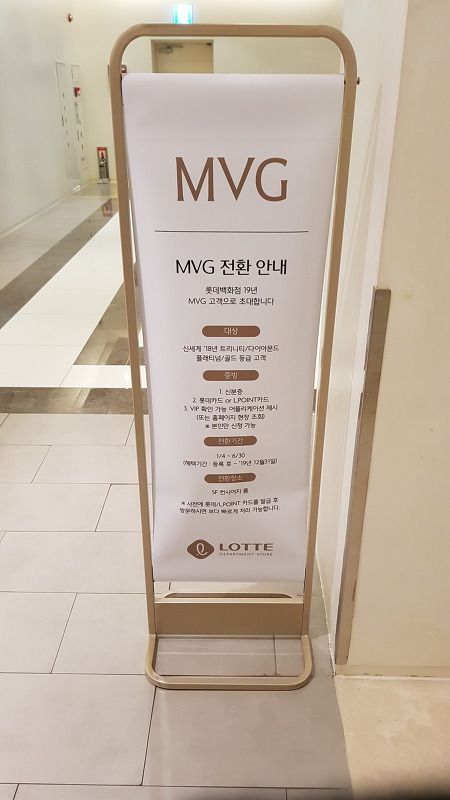 MVG
MVG 전환 안내
롯데백화점 19년
MVG 고객으로 초대합니다
대상
신세계 '18년 트리니티/다이아몬드
플래티넘/골드 등급 고객
증빙
1. 신분증
2. 롯데카드 or L.POINT카드
3. VIP 확인 가능 어플리케이션 제시
(또는 홈페이지 현장 조회)
※ 본인만 신청 가능
전환기간
1/4 ~ 6/30
(혜택기간 : 등록 후 ~ '19년 12월31일)
전환장소
5F 컨시어지 룸
※ 사전에 롯데/L.POINT 카드를 발급 후
방문하시면 보다 빠르게 처리 가능합니다.
LOTTE
DEPARTMENT STORE